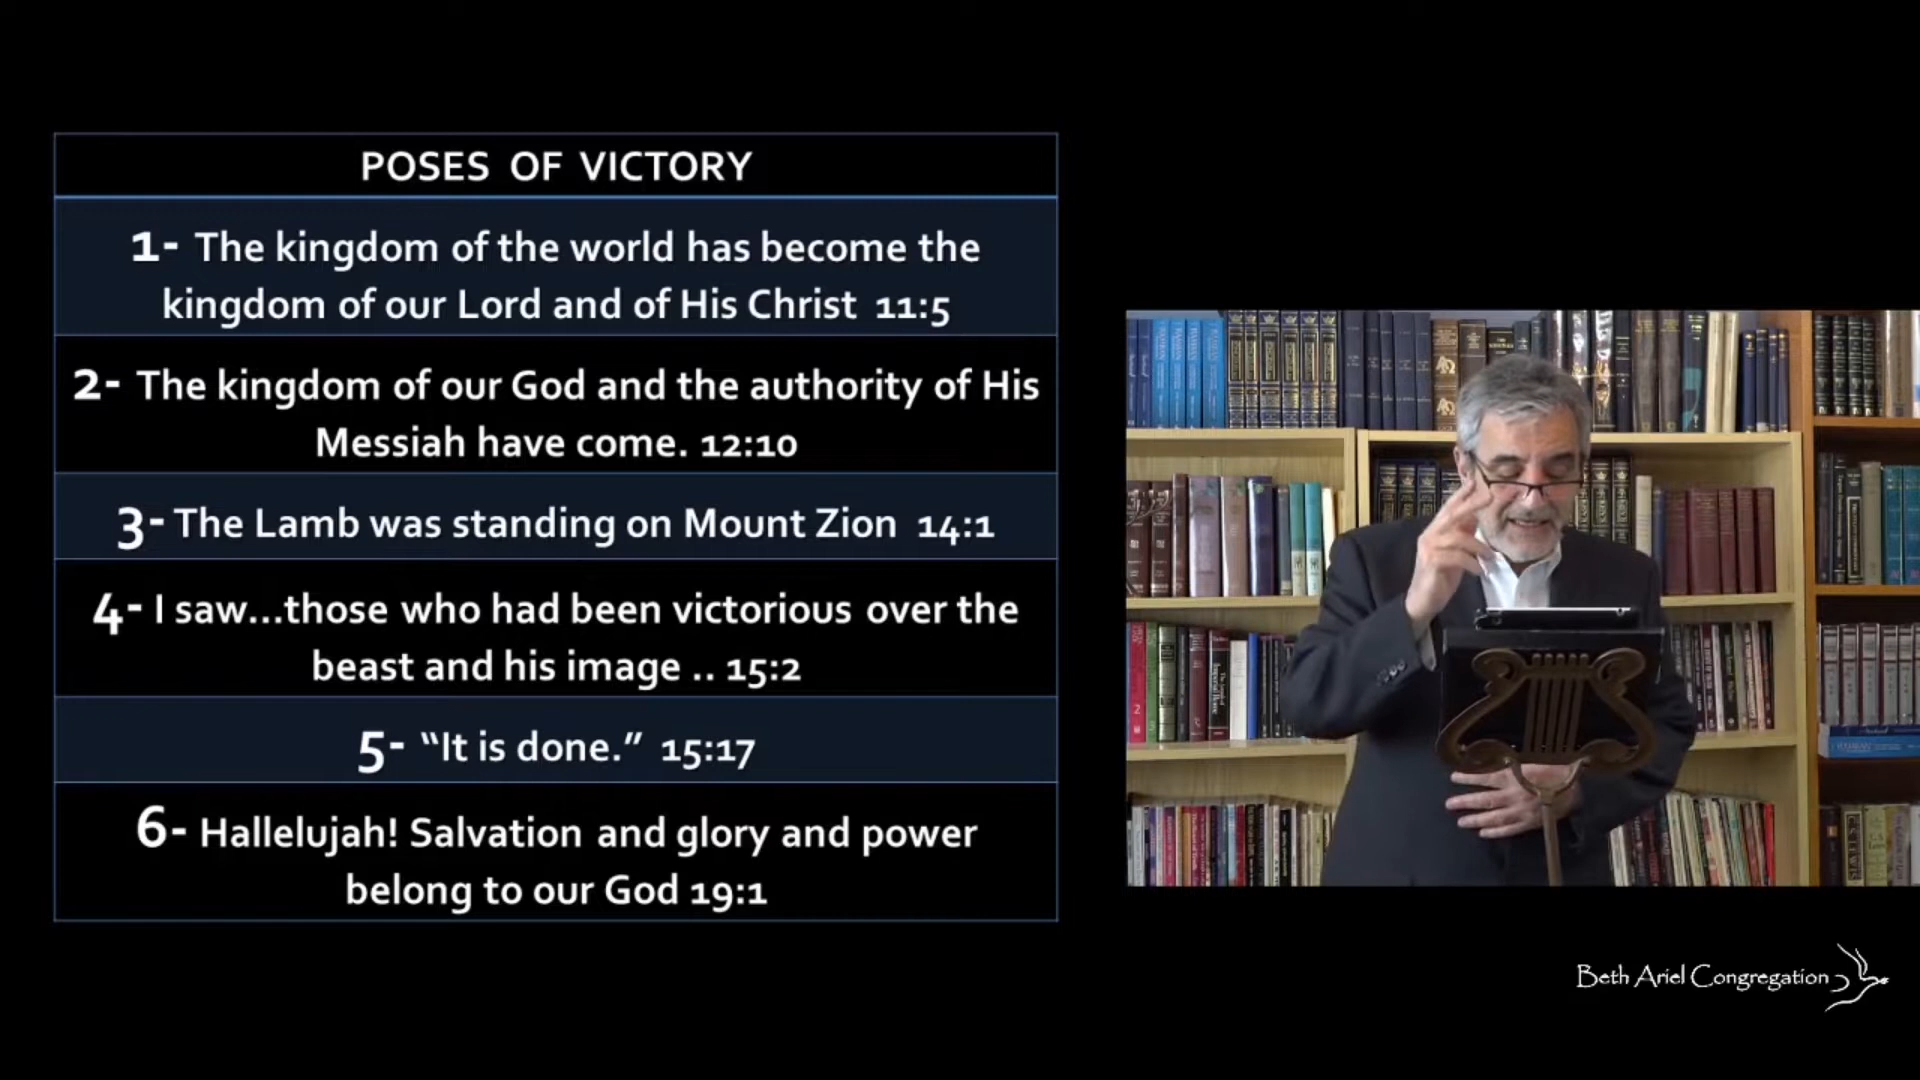 POSES OF VICTORY
1- The kingdom of the world has become the
kingdom of our Lord and of His Christ 11:5
2- The kingdom of our God and the authority of His
Messiah have come. 12:10
3- The Lamb was standing on Mount Zion 14:1
4- I saw...those who had been victorious over the
beast and his image .. 15:2
5- “It is done.” 15:17
6- Hallelujah! Salvation and glory and power
belong to our God 19:1
Beth Ariel Congregation